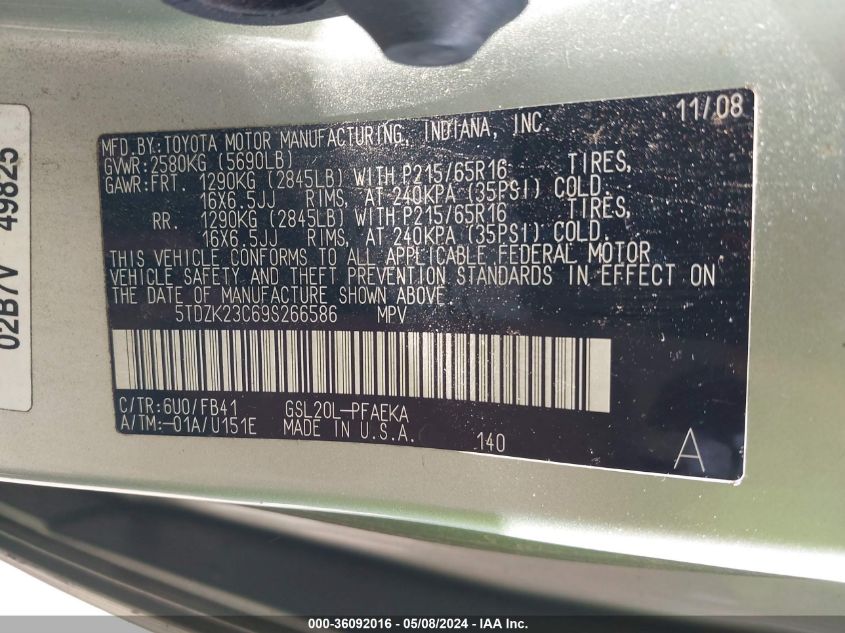 11/08
MFD.BY:TOYOTA MOTOR MANUFACTURING, INDIANA, INC.
GVWR:2580KG (5690LB)
GAWR:FRT. 1290KG (2845LB) WITH P215/65R16 TIRES,
16X6.5JJ RIMS, AT 240KPA (35PSI) COLD.
RR. 1290KG (2845LB) WITH P215/65R16 TIRES,
16X6.5JJ RIMS, AT 240KPA (35PSI) COLD.
THIS VEHICLE CONFORMS TO ALL APPLICABLE FEDERAL MOTOR
VEHICLE SAFETY AND THEFT PREVENTION STANDARDS IN EFFECT ON
THE DATE OF MANUFACTURE SHOWN ABOVE.
5TDZK23C69S266586 MPV
C/TR:6U0/FB41 GSL20L-PFAEKA
A/TM:-01A/U151E MADE IN U.S.A. 140
A
02B7V 49825
000-36092016 - 05/08/2024 - IAA Inc.